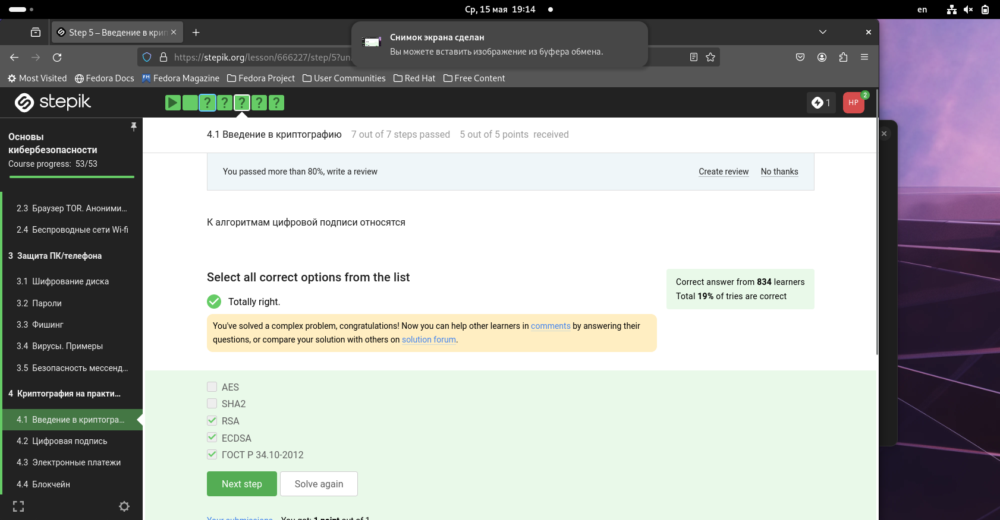 Ср, 15 мая 19:14
en
Step 5 – Введение в крип
Снимок экрана сделан
Вы можете вставить изображение из буфера обмена.
https://stepik.org/lesson/666227/step/5?un
Most Visited
Fedora Docs
Fedora Magazine
Fedora Project
User Communities
Red Hat
Free Content
stepik
?
?
?
?
?
1
HP
2
Основы
кибербезопасности
Course progress: 53/53
2.3 Браузер TOR. Аноними...
2.4 Беспроводные сети Wi-fi
3 Защита ПК/телефона
3.1 Шифрование диска
3.2 Пароли
3.3 Фишинг
3.4 Вирусы. Примеры
3.5 Безопасность мессенд...
4 Криптография на практи...
4.1 Введение в криптогра...
4.2 Цифровая подпись
4.3 Электронные платежи
4.4 Блокчейн
4.1 Введение в криптографию 7 out of 7 steps passed 5 out of 5 points received
You passed more than 80%, write a review
Create review
No thanks
К алгоритмам цифровой подписи относятся
Select all correct options from the list
Correct answer from 834 learners
Total 19% of tries are correct
Totally right.
You've solved a complex problem, congratulations! Now you can help other learners in comments by answering their
questions, or compare your solution with others on solution forum.
AES
SHA2
RSA
ECDSA
ГОСТ Р 34.10-2012
Next step
Solve again
Your submissions You got: 1 point out of 1